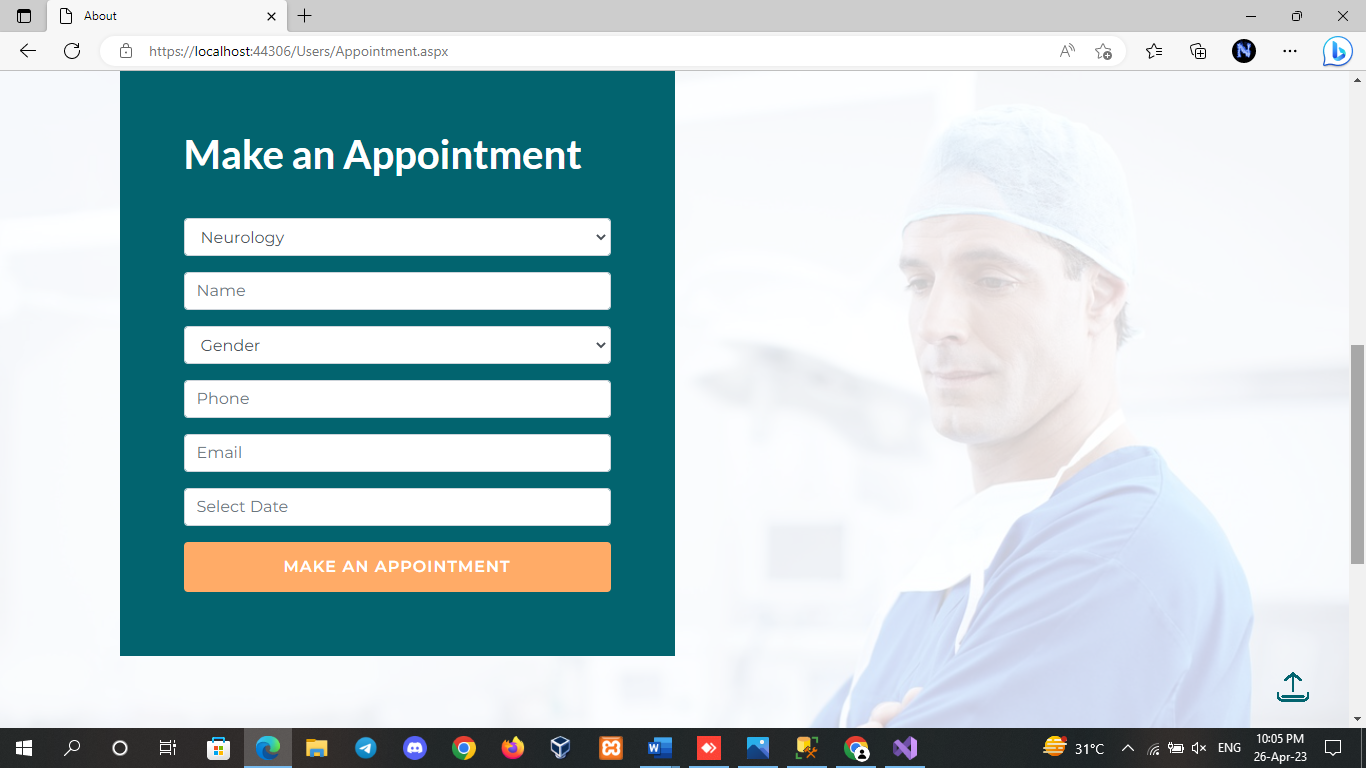 About
https://localhost:44306/Users/Appointment.aspx
Make an Appointment
Neurology
Name
Gender
Phone
Email
Select Date
MAKE AN APPOINTMENT
31°C
ENG
10:05 PM
26-Apr-23